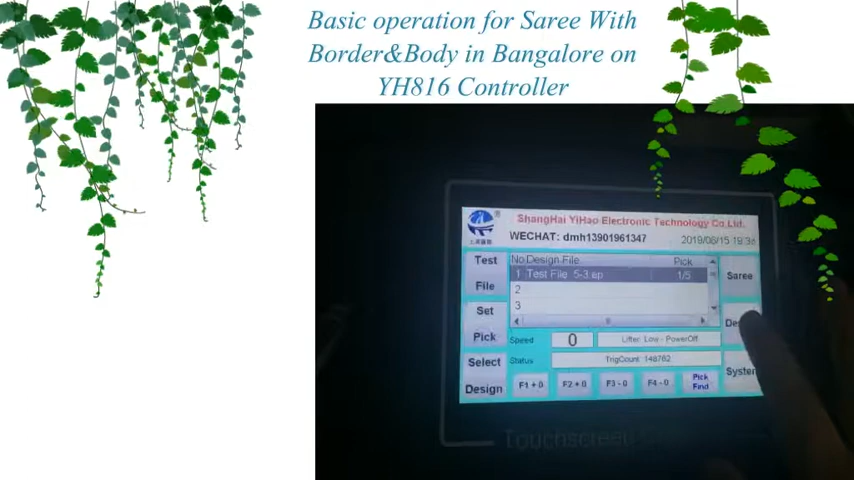 Basic operation for Saree With
Border&Body in Bangalore on
YH816 Controller
ShangHai YiHao Electronic Technology Co.Ltd.
WECHAT: dmh13901961347
2019/06/15 19:38
Test
File
No.Design File
Pick
1 Test File 5-3.ep
1/5
2
3
Saree
Set
Pick
Speed
0
Lifter: Low - PowerOff
Select
Design
Status
TrigCount: 148762
F1 + 0
F2 + 0
F3 - 0
F4 - 0
Pick
Find
Touchscreen